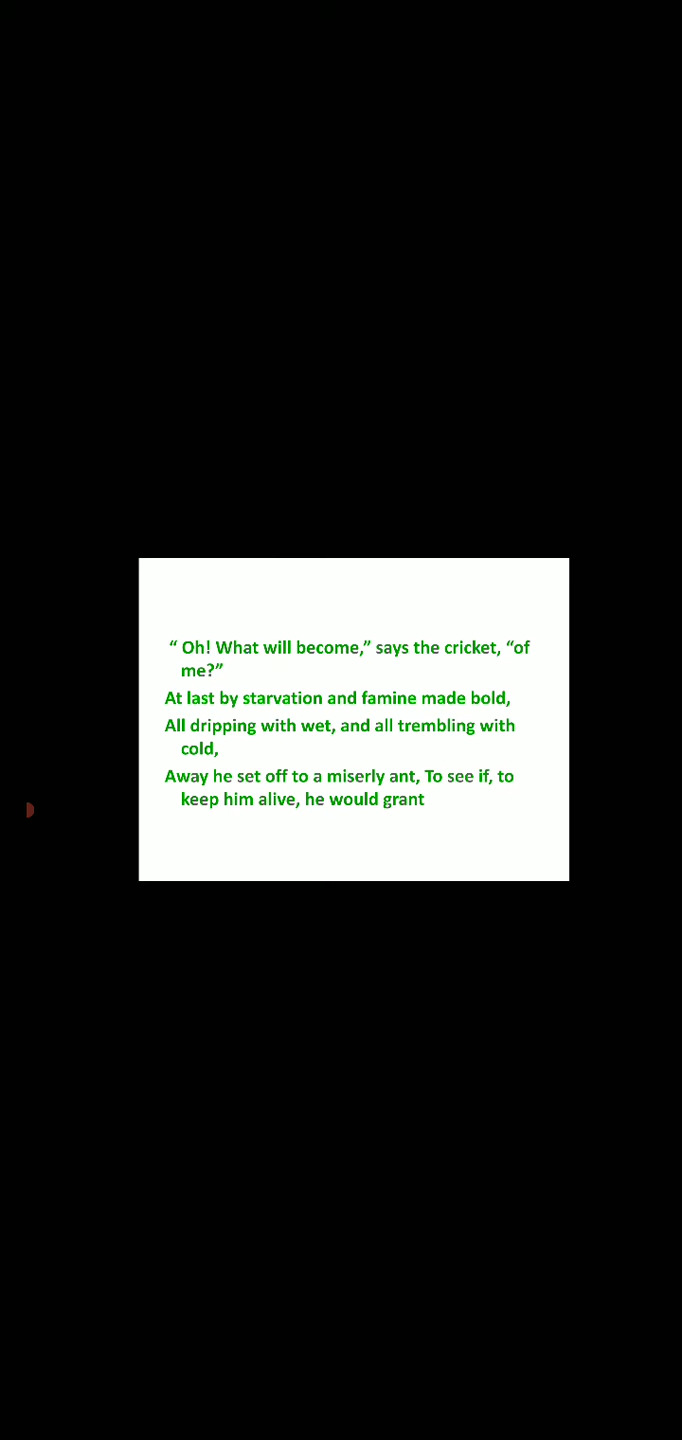 “ Oh! What will become,” says the cricket, “of
me?”
At last by starvation and famine made bold,
All dripping with wet, and all trembling with
cold,
Away he set off to a miserly ant, To see if, to
keep him alive, he would grant